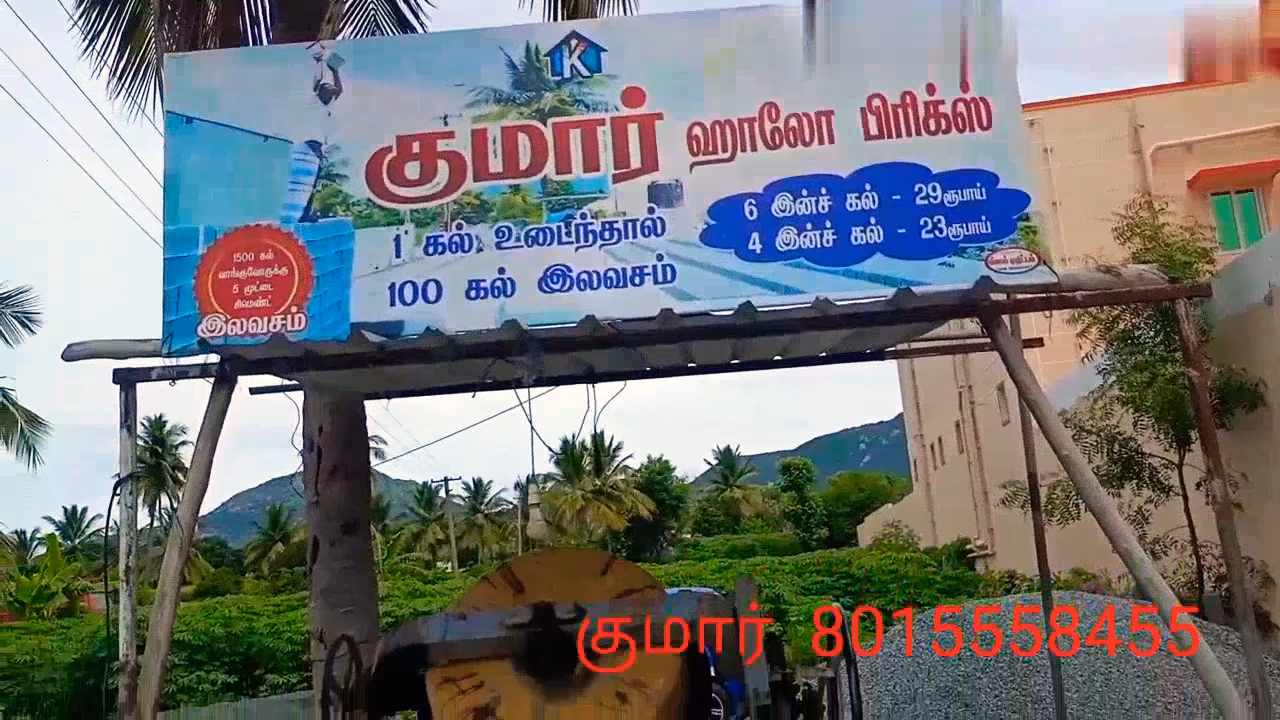 K
குமார் ஹாலோ பிரிக்ஸ்
6 இன்ச் கல் - 29ரூபாய்
4 இன்ச் கல் - 23ரூபாய்
1 கல் உடைந்தால்
100 கல் இலவசம்
1500 கல்
வாங்குவோருக்கு
5 மூட்டை
சிமெண்ட்
இலவசம்
குமார் 8015558455